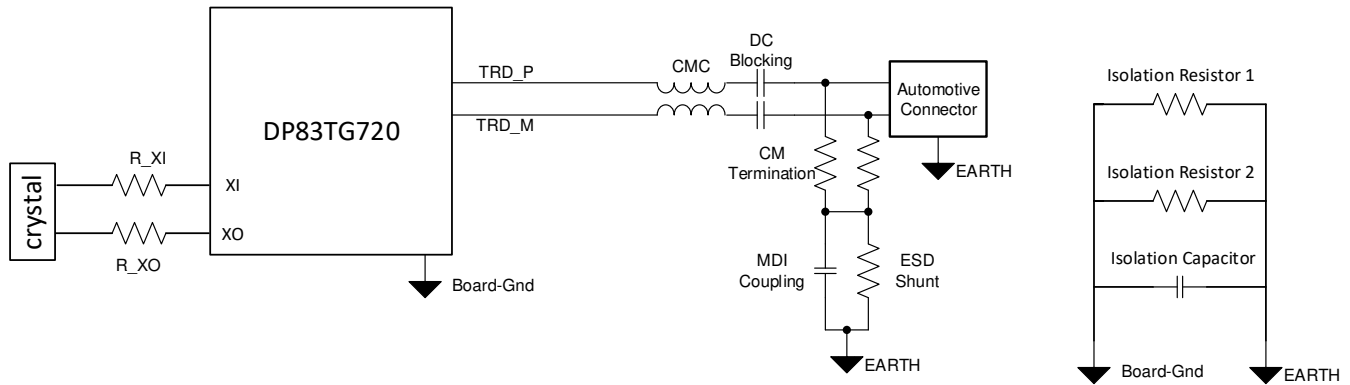 DP83TG720
crystal
R_XI
R_XO
XI
XO
Board-Gnd
TRD_P
TRD_M
CMC
DC
Blocking
Automotive
Connector
EARTH
CM
Termination
MDI
Coupling
ESD
Shunt
EARTH
Isolation Resistor 1
Isolation Resistor 2
Isolation Capacitor
Board-Gnd
EARTH